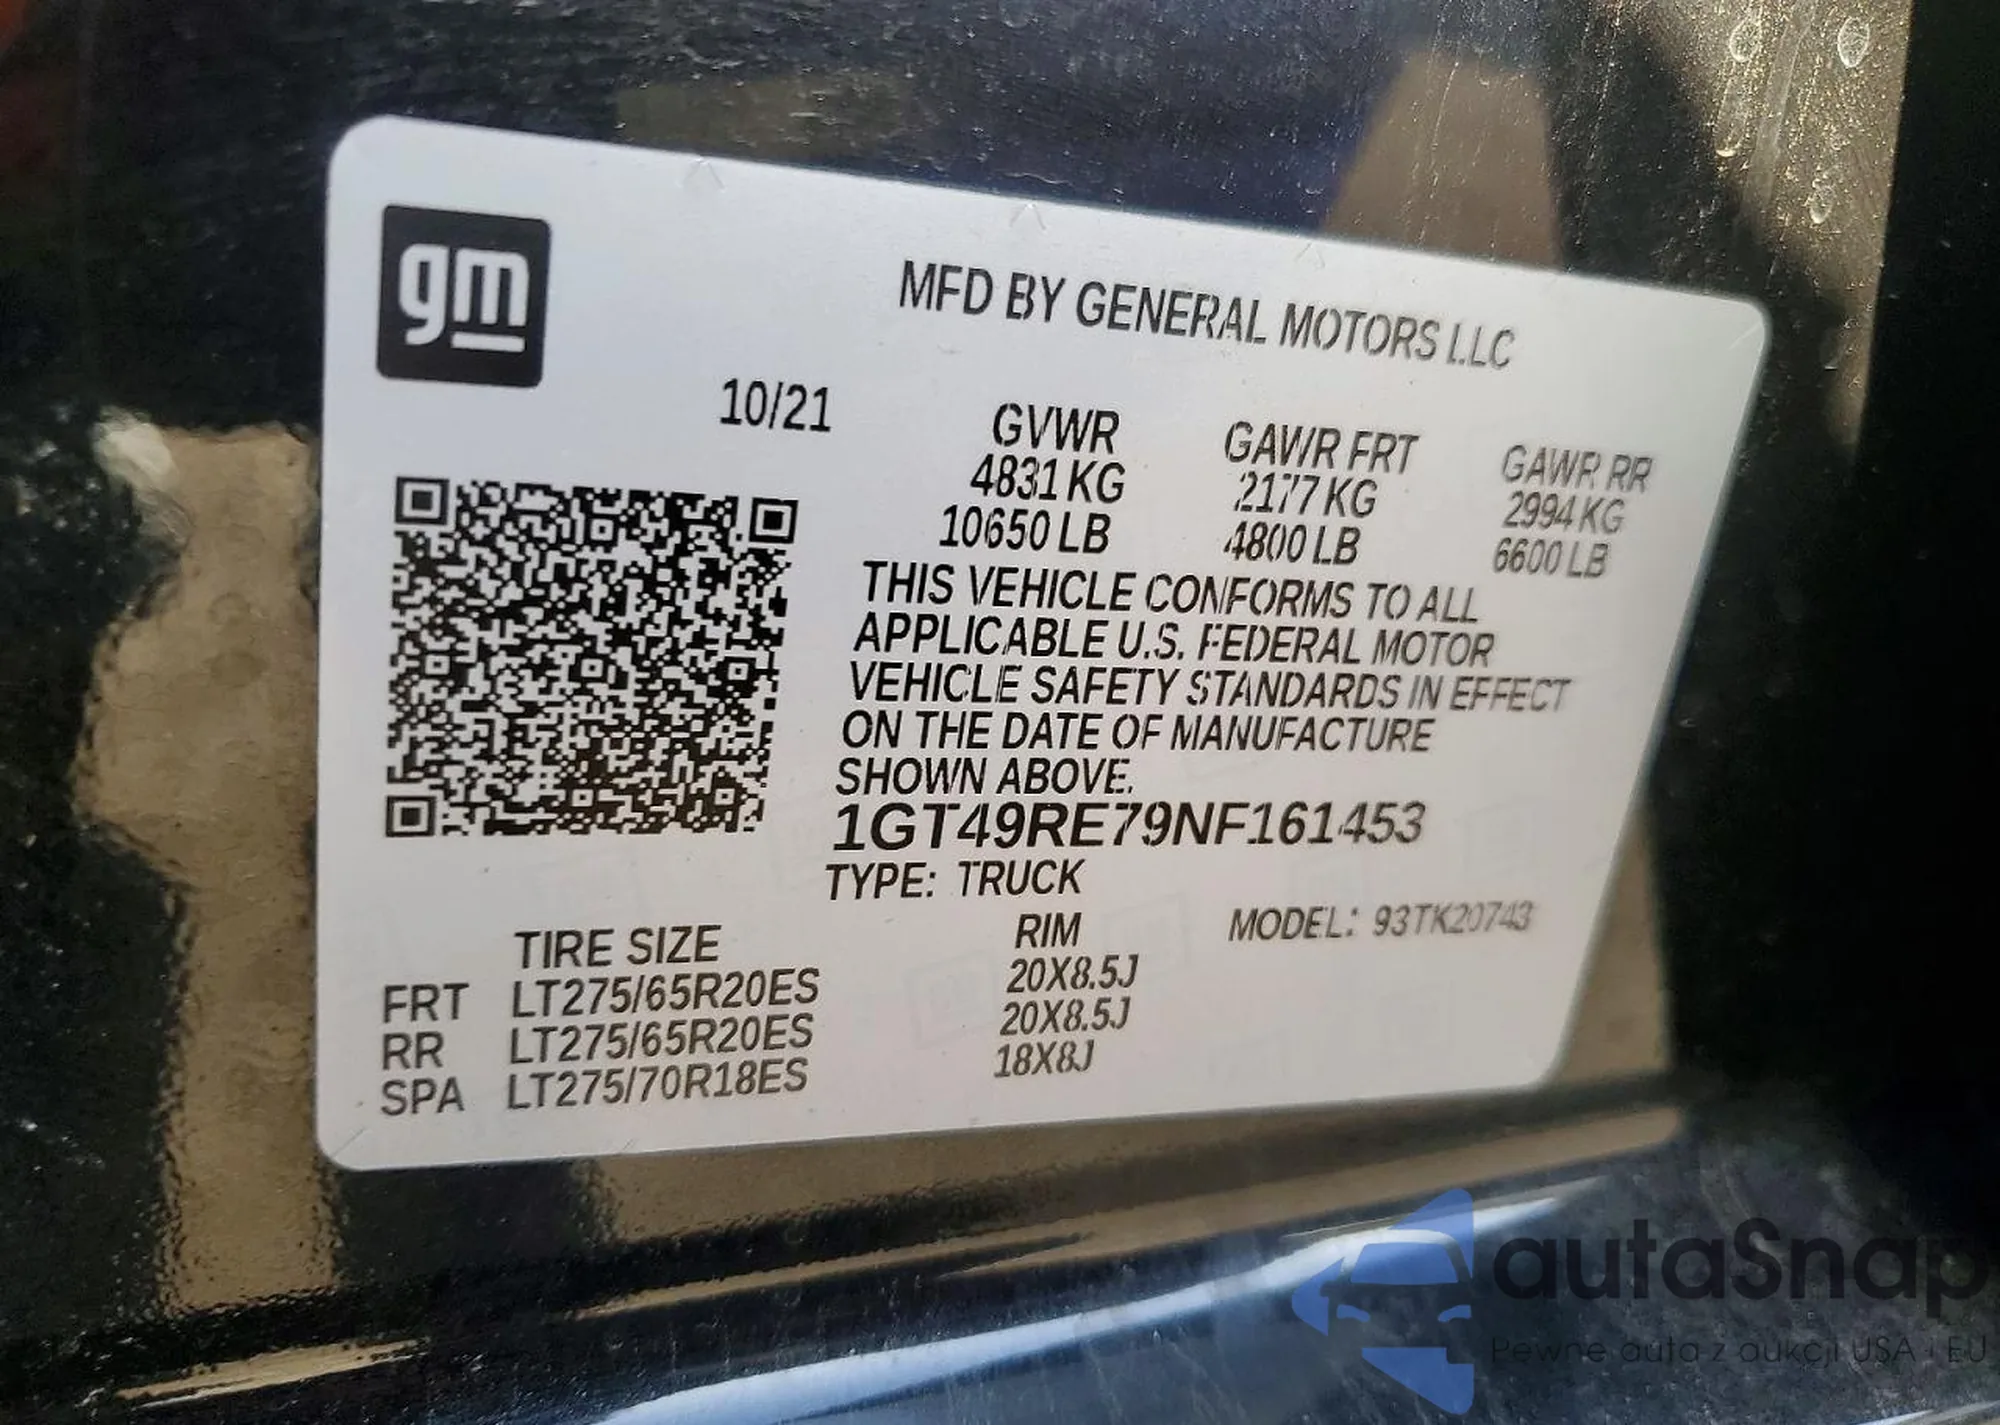 gm
MFD BY GENERAL MOTORS LLC
10/21
GVWR GAWR FRT GAWR RR
4831 KG 2177 KG 2994 KG
10650 LB 4800 LB 6600 LB
THIS VEHICLE CONFORMS TO ALL
APPLICABLE U.S. FEDERAL MOTOR
VEHICLE SAFETY STANDARDS IN EFFECT
ON THE DATE OF MANUFACTURE
SHOWN ABOVE.
1GT49RE79NF161453
TYPE: TRUCK
MODEL: 93TK20743
TIRE SIZE RIM
FRT LT275/65R20ES 20X8.5J
RR LT275/65R20ES 20X8.5J
SPA LT275/70R18ES 18X8J
autaSnap
Pewne auta z aukcji USA i EU